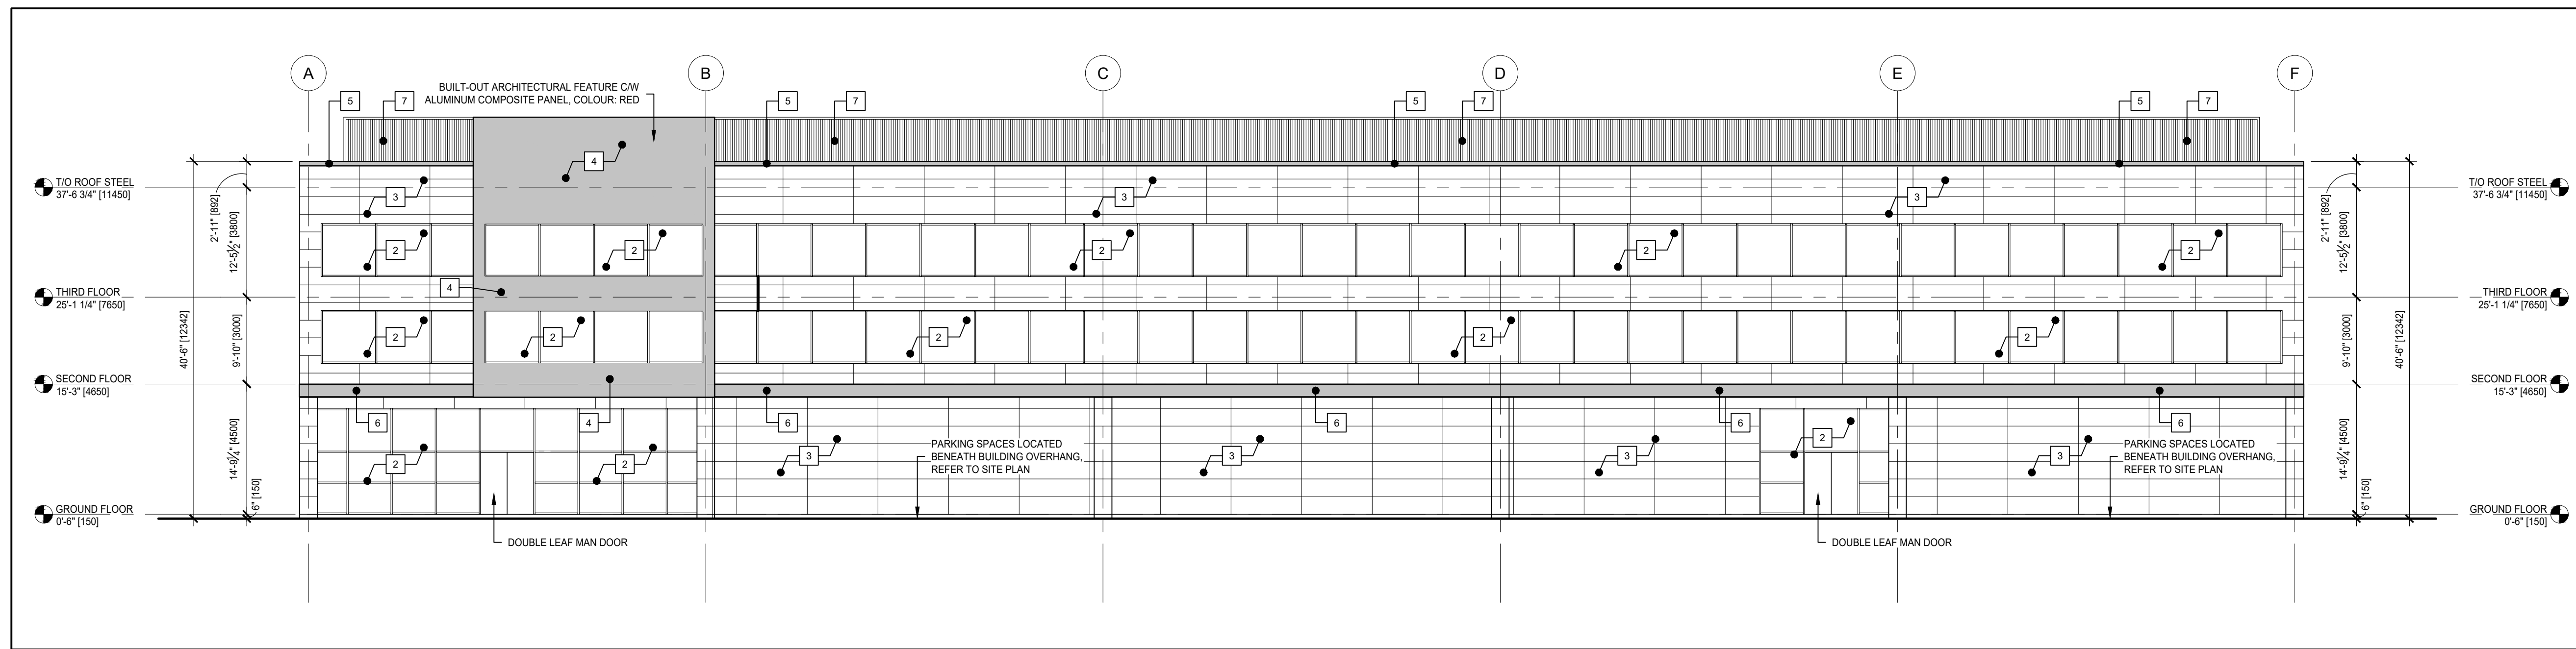 A
B
C
D
E
F
BUILT-OUT ARCHITECTURAL FEATURE C/W
ALUMINUM COMPOSITE PANEL, COLOUR: RED
5
7
5
7
5
7
5
7
4
T/O ROOF STEEL
37'-6 3/4" [11450]
3
3
3
T/O ROOF STEEL
37'-6 3/4" [11450]
2'-11" [892]
12'-5½" [3800]
2
2
2
2
2
2'-11" [892]
12'-5½" [3800]
THIRD FLOOR
25'-1 1/4" [7650]
4
THIRD FLOOR
25'-1 1/4" [7650]
40'-6" [12342]
9'-10" [3000]
2
2
2
2
2
9'-10" [3000]
40'-6" [12342]
SECOND FLOOR
15'-3" [4650]
SECOND FLOOR
15'-3" [4650]
6
4
6
6
6
6
14'-9¼" [4500]
2
2
3
PARKING SPACES LOCATED
BENEATH BUILDING OVERHANG,
REFER TO SITE PLAN
3
3
2
3
PARKING SPACES LOCATED
BENEATH BUILDING OVERHANG,
REFER TO SITE PLAN
14'-9¼" [4500]
6" [150]
6" [150]
GROUND FLOOR
0'-6" [150]
GROUND FLOOR
0'-6" [150]
DOUBLE LEAF MAN DOOR
DOUBLE LEAF MAN DOOR